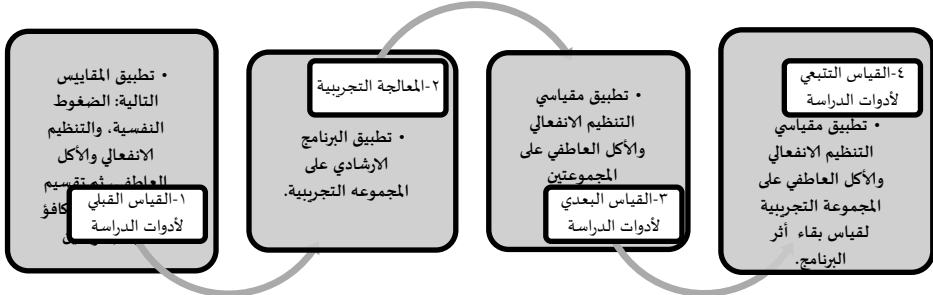 • تطبيق المقاييس
التالية: الضغوط
النفسية، والتنظيم
الانفعالي والأكل
العاطفي، ثم تقسيم
١-القياس القبلي
لأدوات الدراسة
٢-المعالجة التجريبية
• تطبيق البرنامج
الارشادي على
المجموعه التجريبية.
• تطبيق مقياسي
التنظيم الانفعالي
والأكل العاطفي على
المجموعتين
٣-القياس البعدي
لأدوات الدراسة
٤-القياس التتبعي
لأدوات الدراسة
• تطبيق مقياسي
التنظيم الانفعالي
والأكل العاطفي على
المجموعة التجريبية
لقياس بقاء أثر
البرنامج.